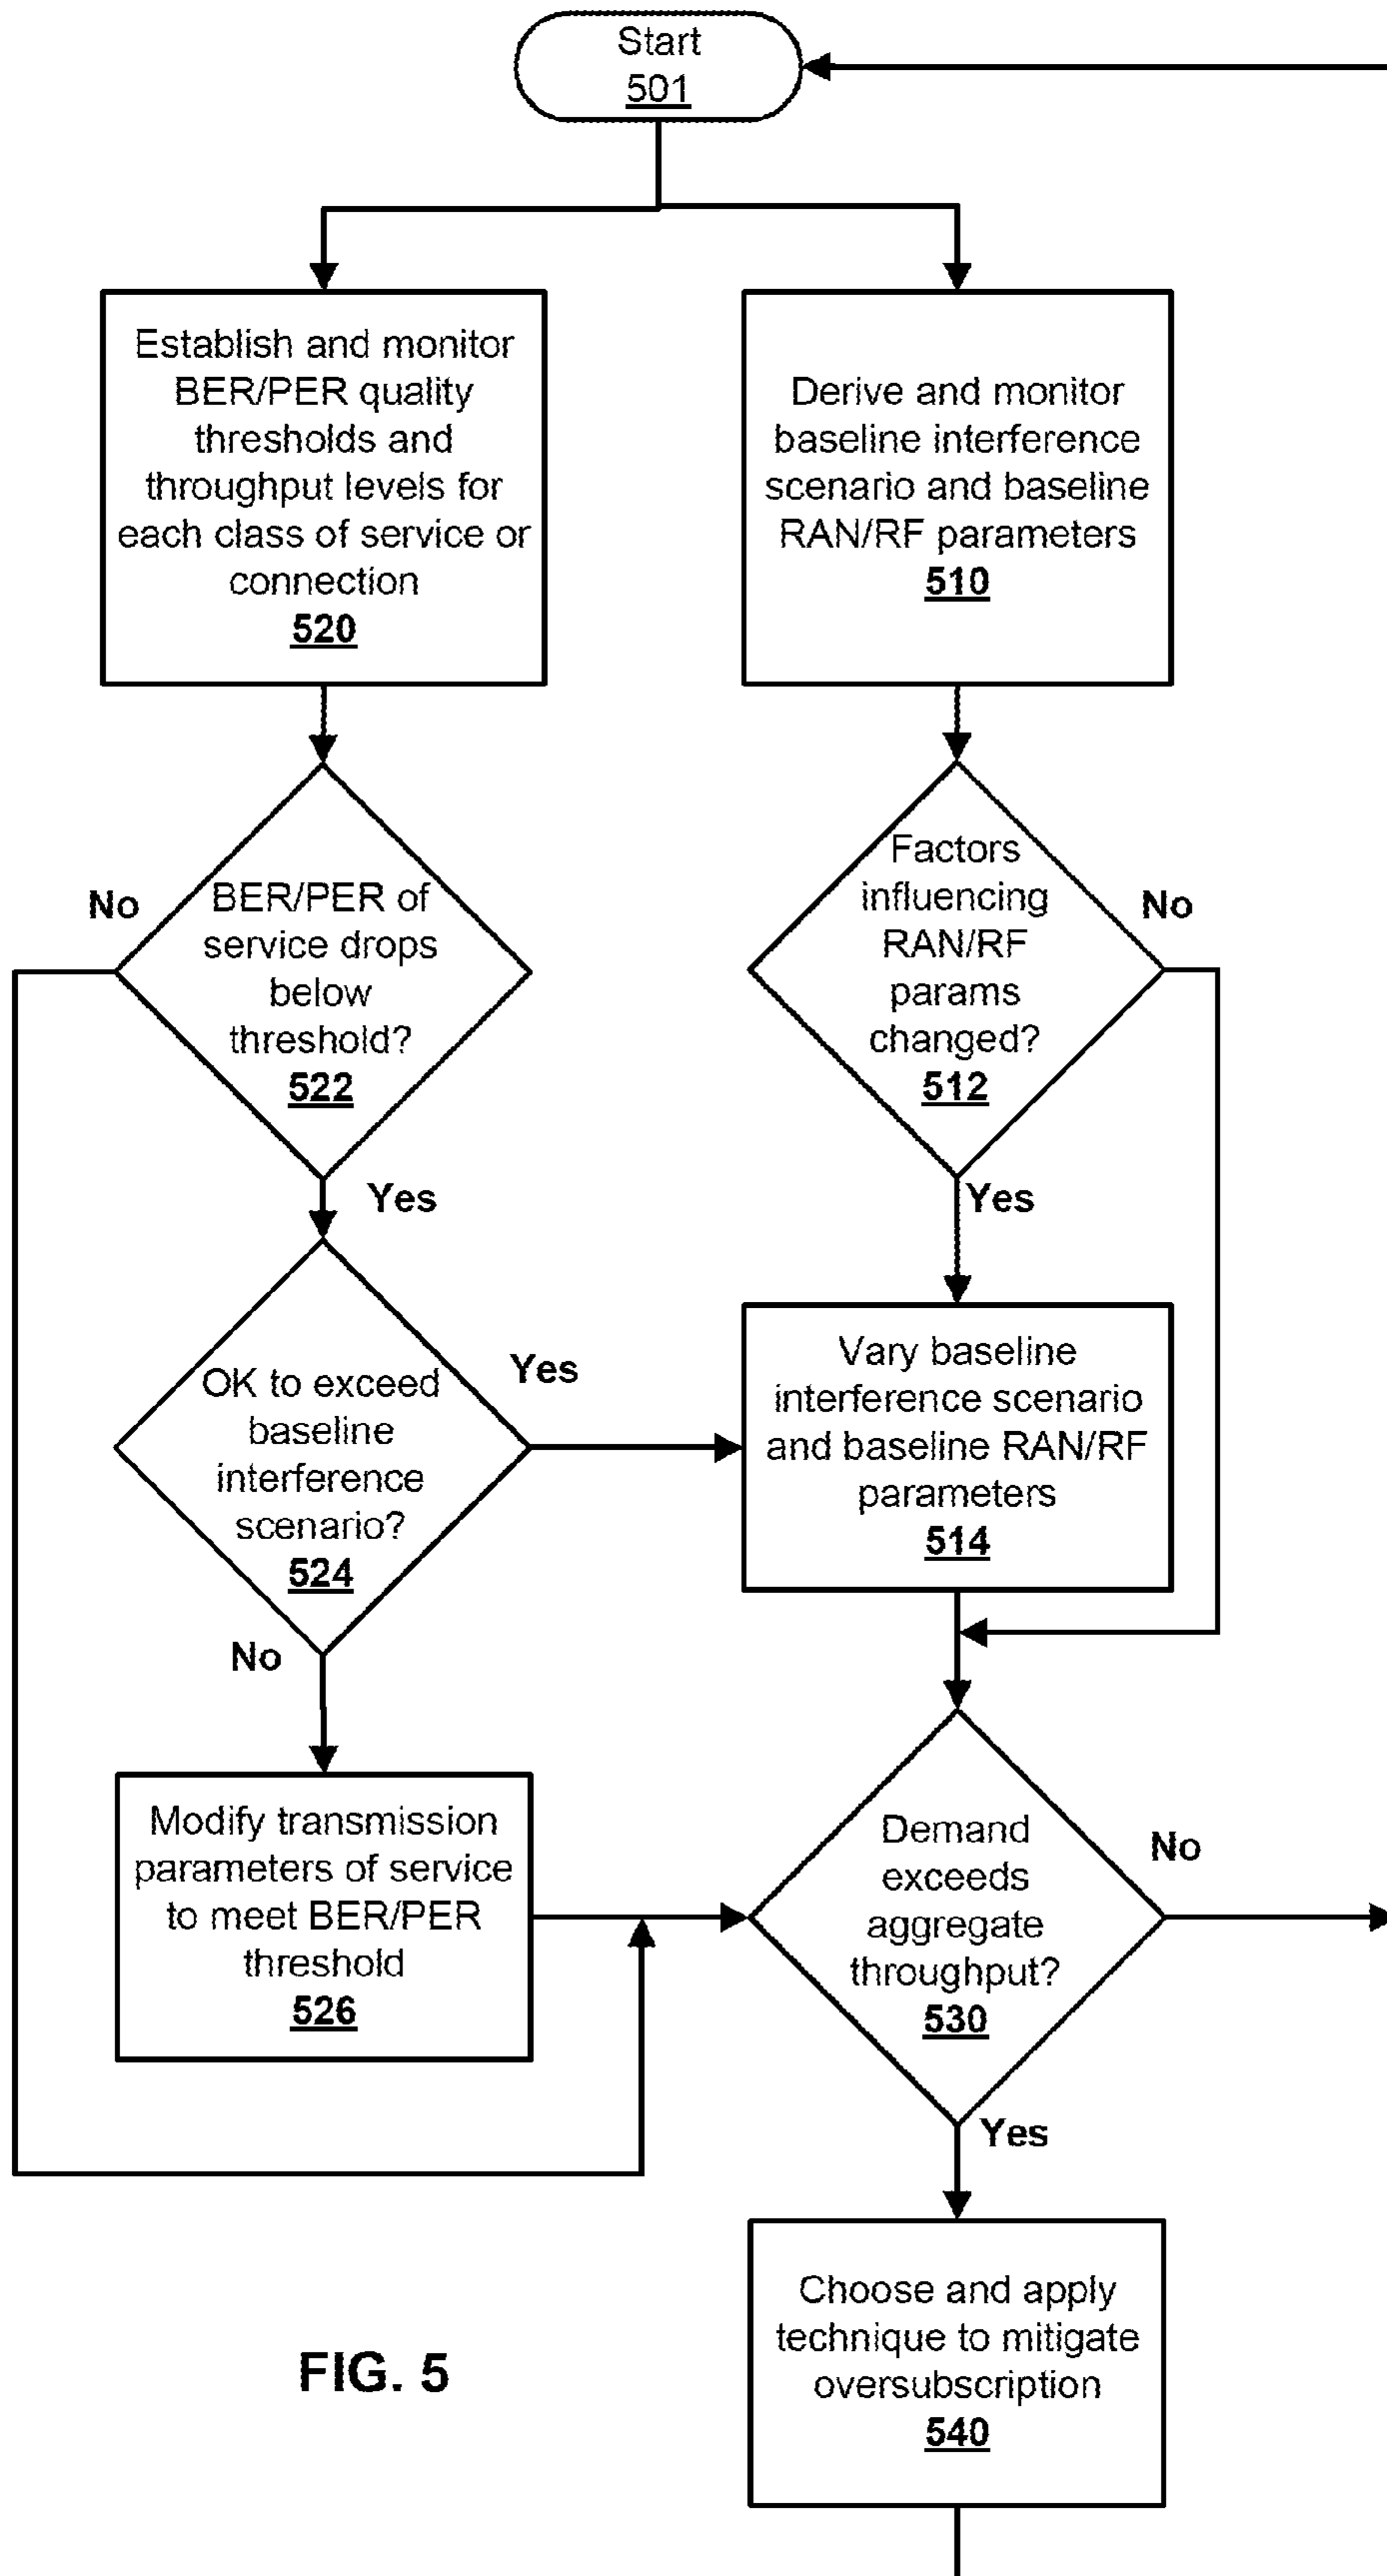 Start
501
Establish and monitor
BER/PER quality
thresholds and
throughput levels for
each class of service or
connection
520
Derive and monitor
baseline interference
scenario and baseline
RAN/RF parameters
510
No
BER/PER of
service drops
below
threshold?
522
Yes
Factors
influencing
RAN/RF
params
changed?
512
No
Yes
OK to exceed
baseline
interference
scenario?
524
Yes
No
Vary baseline
interference scenario
and baseline RAN/RF
parameters
514
Modify transmission
parameters of service
to meet BER/PER
threshold
526
Demand
exceeds
aggregate
throughput?
530
No
Yes
Choose and apply
technique to mitigate
oversubscription
540
FIG. 5